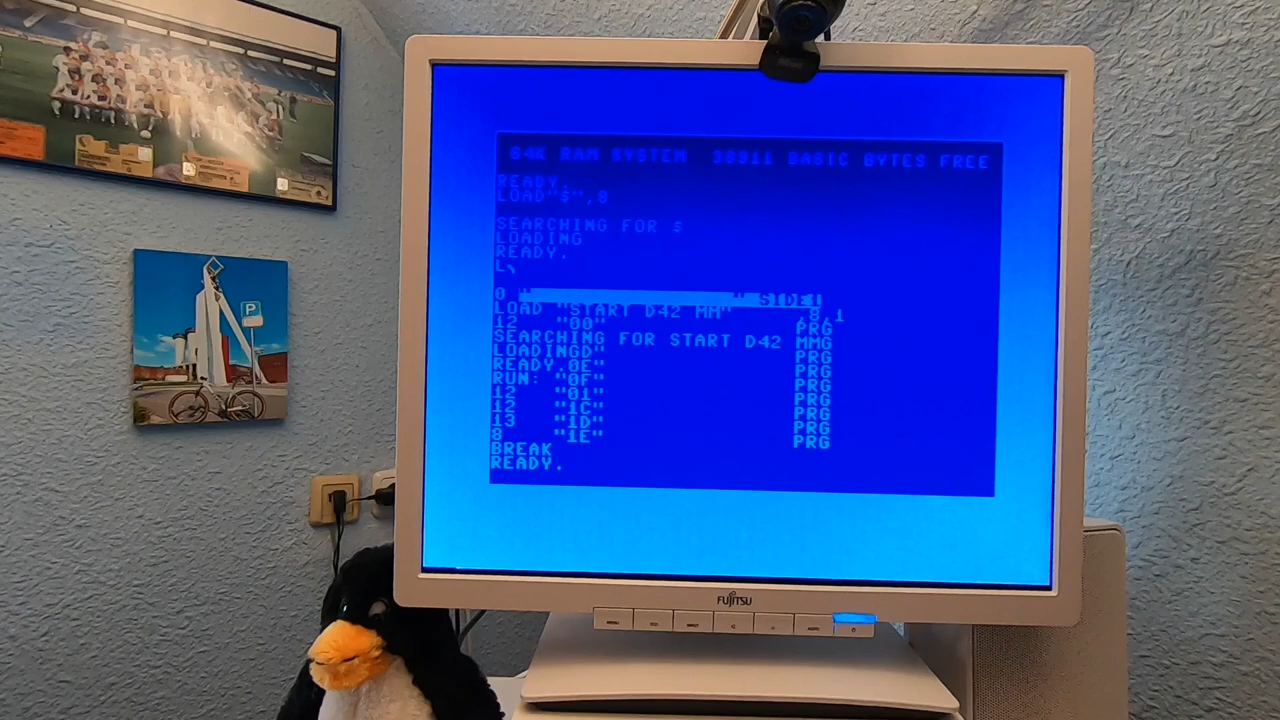 64K RAM SYSTEM  38911 BASIC BYTES FREE
READY.
LOAD"$",8
SEARCHING FOR $
LOADING
READY.
L
0 " " SIDE1
LOAD "START D42 MM" ,8,1
12 "00" PRG
SEARCHING FOR START D42 MMG
LOADINGD" PRG
READY.0E" PRG
RUN: "0F" PRG
12 "01" PRG
12 "1C" PRG
13 "1D" PRG
8 "1E" PRG
BREAK
READY.
FUJITSU
P